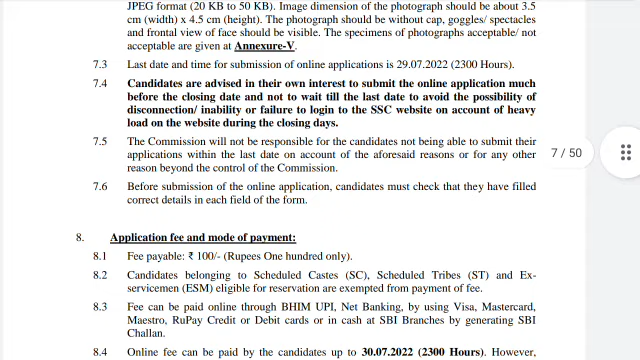 JPEG format (20 KB to 50 KB). Image dimension of the photograph should be about 3.5
cm (width) x 4.5 cm (height). The photograph should be without cap, goggles/ spectacles
and frontal view of face should be visible. The specimens of photographs acceptable/ not
acceptable are given at Annexure-V.
7.3 Last date and time for submission of online applications is 29.07.2022 (2300 Hours).
7.4 Candidates are advised in their own interest to submit the online application much
before the closing date and not to wait till the last date to avoid the possibility of
disconnection/ inability or failure to login to the SSC website on account of heavy
load on the website during the closing days.
7.5 The Commission will not be responsible for the candidates not being able to submit their
applications within the last date on account of the aforesaid reasons or for any other
reason beyond the control of the Commission.
7 / 50
7.6 Before submission of the online application, candidates must check that they have filled
correct details in each field of the form.
8. Application fee and mode of payment:
8.1 Fee payable: ₹ 100/- (Rupees One hundred only).
8.2 Candidates belonging to Scheduled Castes (SC), Scheduled Tribes (ST) and Ex-
servicemen (ESM) eligible for reservation are exempted from payment of fee.
8.3 Fee can be paid online through BHIM UPI, Net Banking, by using Visa, Mastercard,
Maestro, RuPay Credit or Debit cards or in cash at SBI Branches by generating SBI
Challan.
8.4 Online fee can be paid by the candidates up to 30.07.2022 (2300 Hours). However,